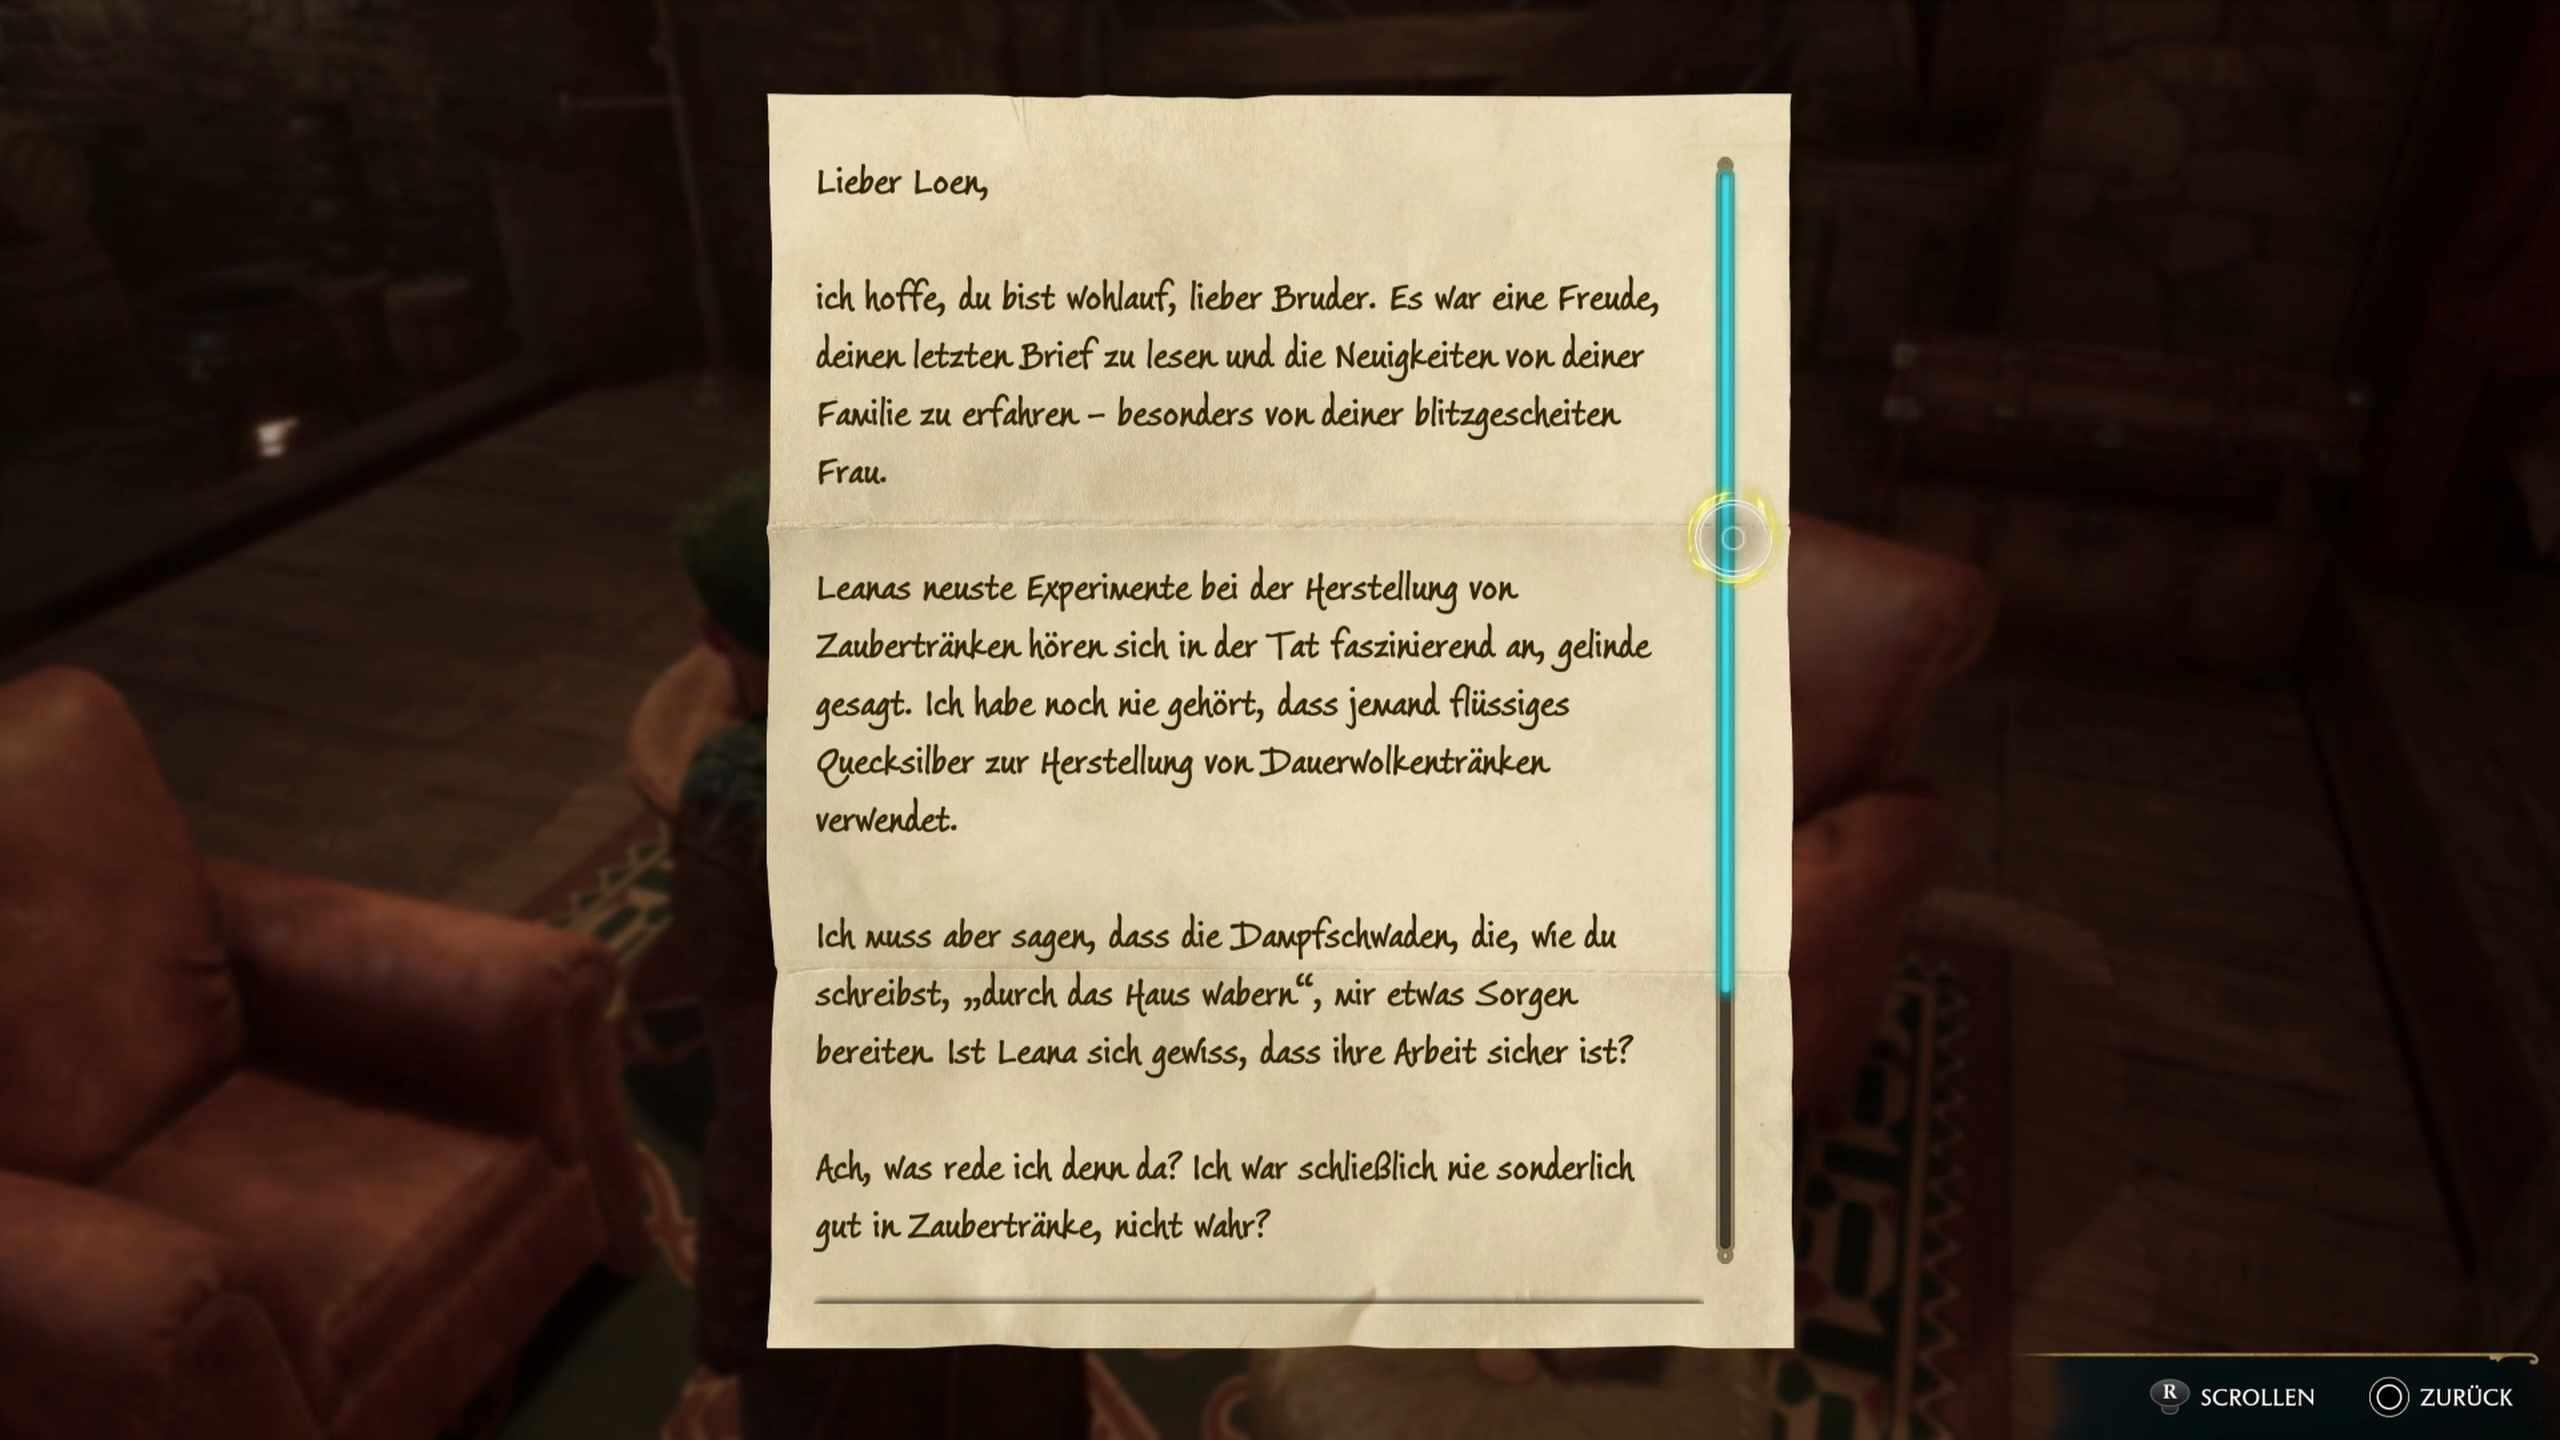 Lieber Loen,
ich hoffe, du bist wohlauf, lieber Bruder. Es war eine Freude,
deinen letzten Brief zu lesen und die Neuigkeiten von deiner
Familie zu erfahren – besonders von deiner blitzgescheiten
Frau.
Leanas neuste Experimente bei der Herstellung von
Zaubertränken hören sich in der Tat faszinierend an, gelinde
gesagt. Ich habe noch nie gehört, dass jemand flüssiges
Quecksilber zur Herstellung von Dauerwolkentränken
verwendet.
Ich muss aber sagen, dass die Dampfschwaden, die, wie du
schreibst, „durch das Haus wabern“, mir etwas Sorgen
bereiten. Ist Leana sich gewiss, dass ihre Arbeit sicher ist?
Ach, was rede ich denn da? Ich war schließlich nie sonderlich
gut in Zaubertränke, nicht wahr?
R SCROLLEN ZURÜCK